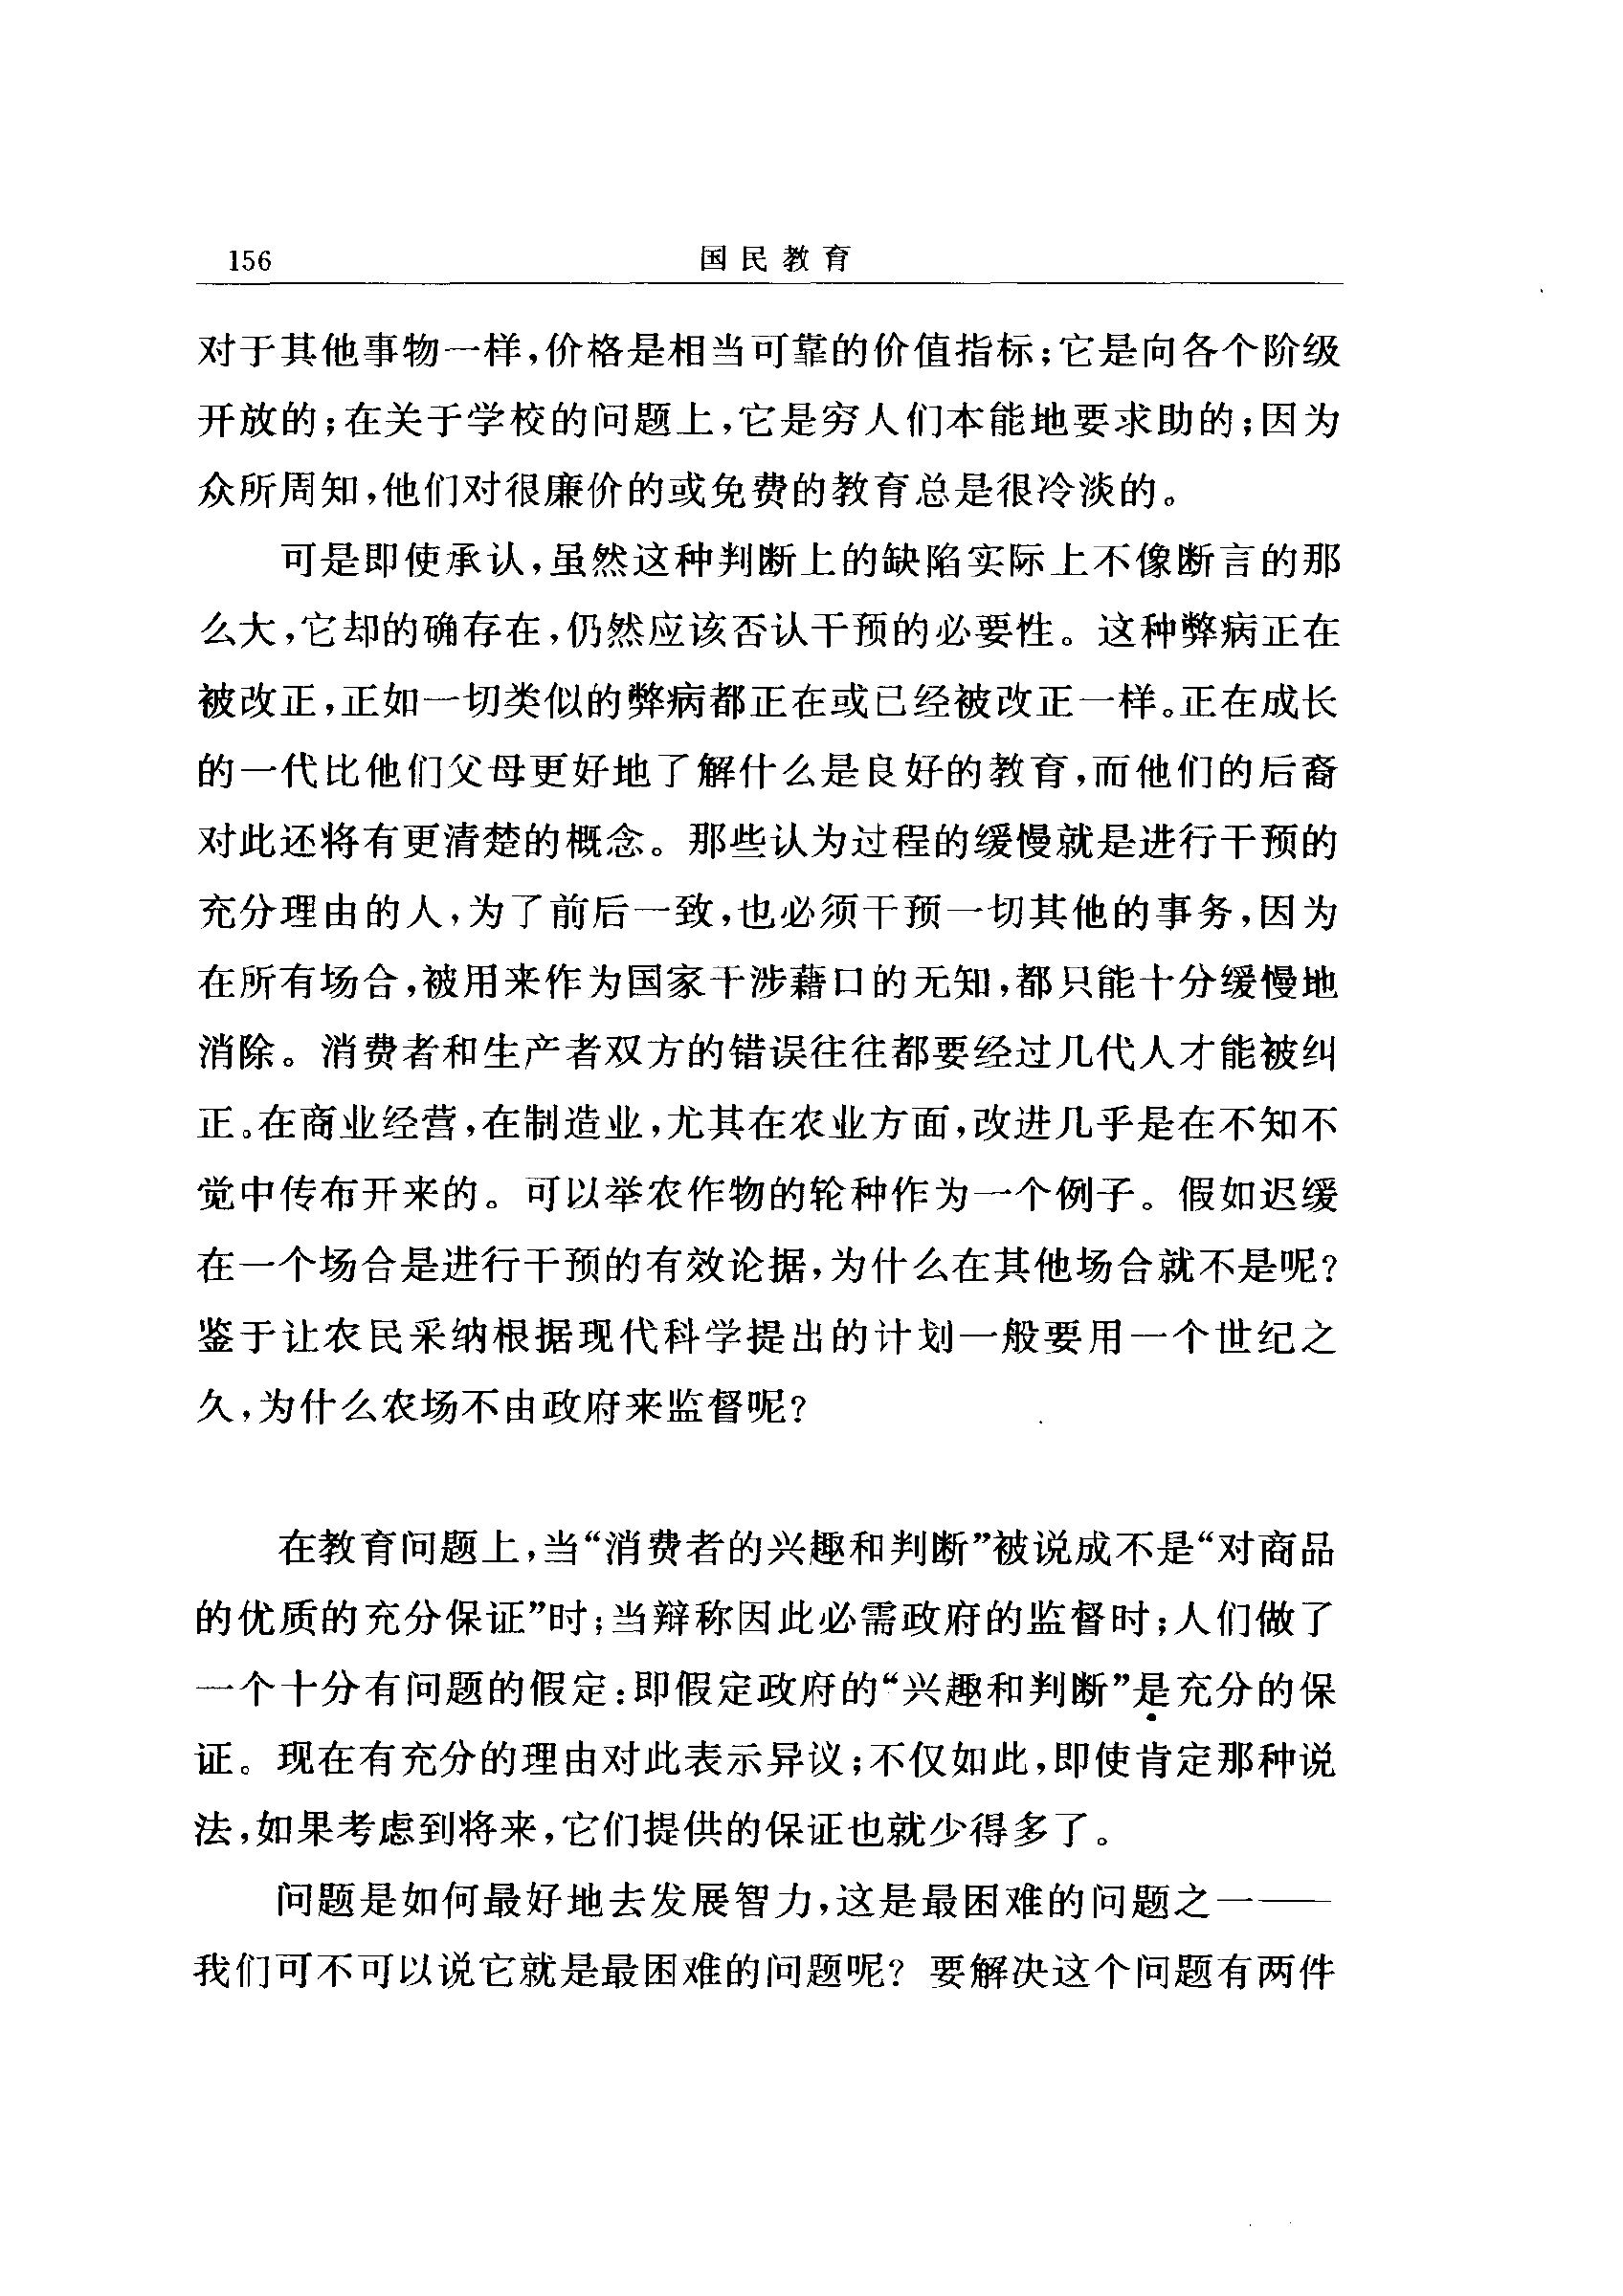 156 国民教育
对于其他事物一样,价格是相当可靠的价值指标;它是向各个阶级
开放的;在关于学校的问题上,它是穷人们本能地要求助的;因为
众所周知,他们对很廉价的或免费的教育总是很冷淡的。
可是即使承认,虽然这种判断上的缺陷实际上不像断言的那
么大,它却的确存在,仍然应该否认干预的必要性。这种弊病正在
被改正,正如一切类似的弊病都正在或已经被改正一样。正在成长
的一代比他们父母更好地了解什么是良好的教育,而他们的后裔
对此还将有更清楚的概念。那些认为过程的缓慢就是进行干预的
充分理由的人,为了前后一致,也必须干预一切其他的事务,因为
在所有场合,被用来作为国家干涉藉口的无知,都只能十分缓慢地
消除。消费者和生产者双方的错误往往都要经过几代人才能被纠
正。在商业经营,在制造业,尤其在农业方面,改进几乎是在不知不
觉中传布开来的。可以举农作物的轮种作为一个例子。假如迟缓
在一个场合是进行干预的有效论据,为什么在其他场合就不是呢?
鉴于让农民采纳根据现代科学提出的计划一般要用一个世纪之
久,为什么农场不由政府来监督呢?
在教育问题上,当“消费者的兴趣和判断”被说成不是“对商品
的优质的充分保证”时;当辩称因此必需政府的监督时;人们做了
一个十分有问题的假定:即假定政府的“兴趣和判断”是充分的保
证。现在有充分的理由对此表示异议;不仅如此,即使肯定那种说
法,如果考虑到将来,它们提供的保证也就少得多了。
问题是如何最好地去发展智力,这是最困难的问题之一——
我们可不可以说它就是最困难的问题呢?要解决这个问题有两件